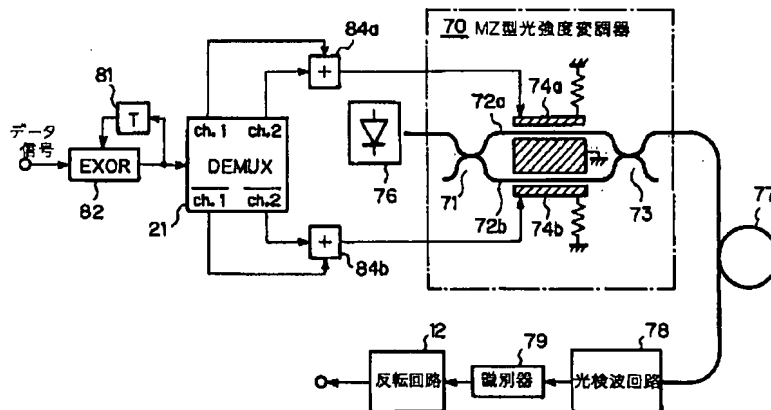 70 MZ型光強度変調器
84a
81
T
74a
72a
データ
信号
ch.1 ch.2
+
EXOR
DEMUX
82
76
71
73
77
ch.1 ch.2
21
72b
74b
+
84b
12
79
78
反転回路
識別器
光検波回路